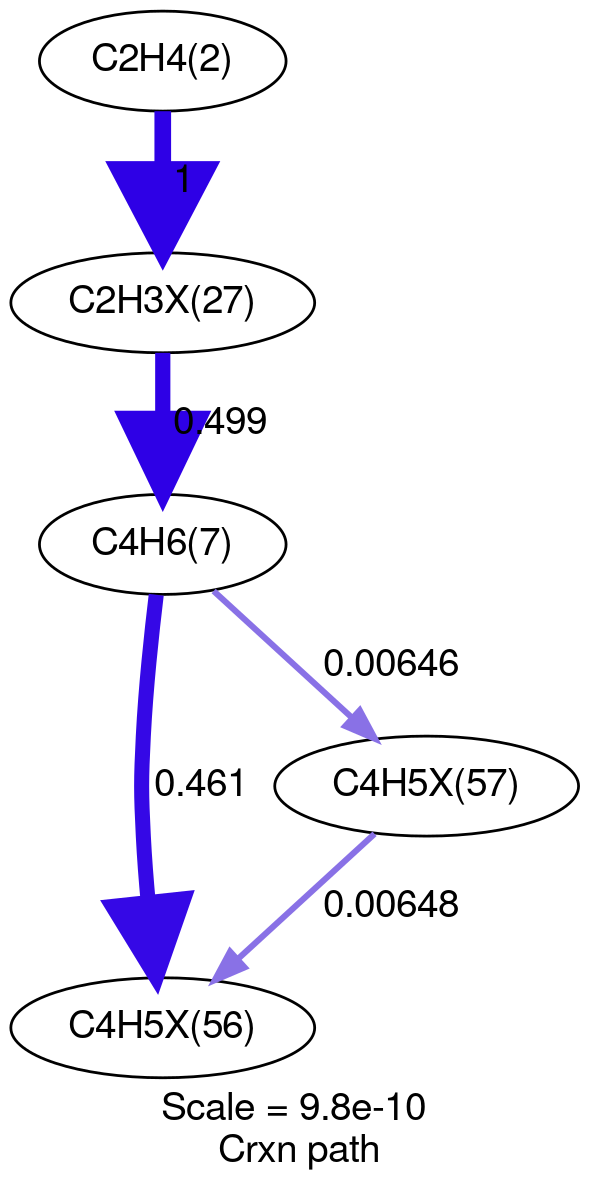 C2H4(2)
1
C2H3X(27)
0.499
C4H6(7)
0.00646
0.461
C4H5X(57)
0.00648
C4H5X(56)
Scale = 9.8e-10
Crxn path